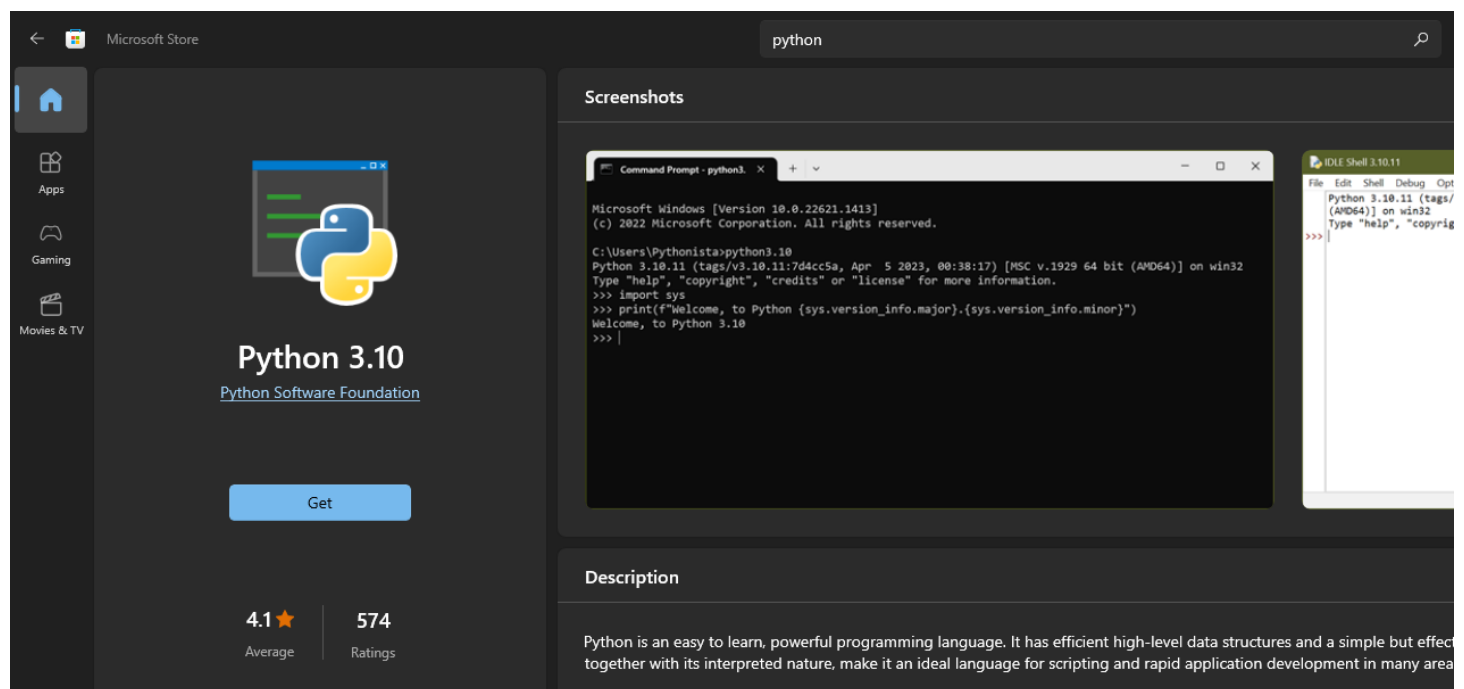 Microsoft Store
python
Apps
Gaming
Movies & TV
Python 3.10
Python Software Foundation
Get
4.1
574
Average
Ratings
Screenshots
Command Prompt - python3.
Microsoft Windows [Version 10.0.22621.1413]
(c) 2022 Microsoft Corporation. All rights reserved.
C:\Users\Pythonista>python3.10
Python 3.10.11 (tags/v3.10.11:7d4cc5a, Apr  5 2023, 00:38:17) [MSC v.1929 64 bit (AMD64)] on win32
Type "help", "copyright", "credits" or "license" for more information.
>>> import sys
>>> print(f"Welcome, to Python {sys.version_info.major}.{sys.version_info.minor}")
Welcome, to Python 3.10
>>>
IDLE Shell 3.10.11
File Edit Shell Debug Opt
Python 3.10.11 (tags/
(AMD64)] on win32
Type "help", "copyrig
>>>
Description
Python is an easy to learn, powerful programming language. It has efficient high-level data structures and a simple but effect
together with its interpreted nature, make it an ideal language for scripting and rapid application development in many area